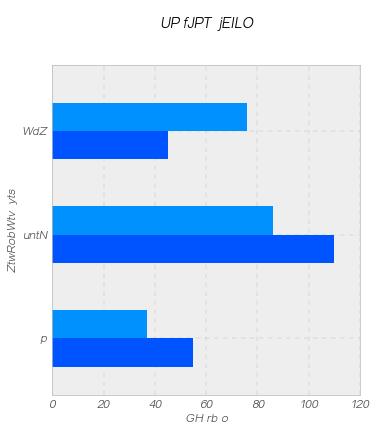 UP fJPT jEILO
WdZ
untN
p
ZtwRobWtv yts
0 20 40 60 80 100 120
GH rb o